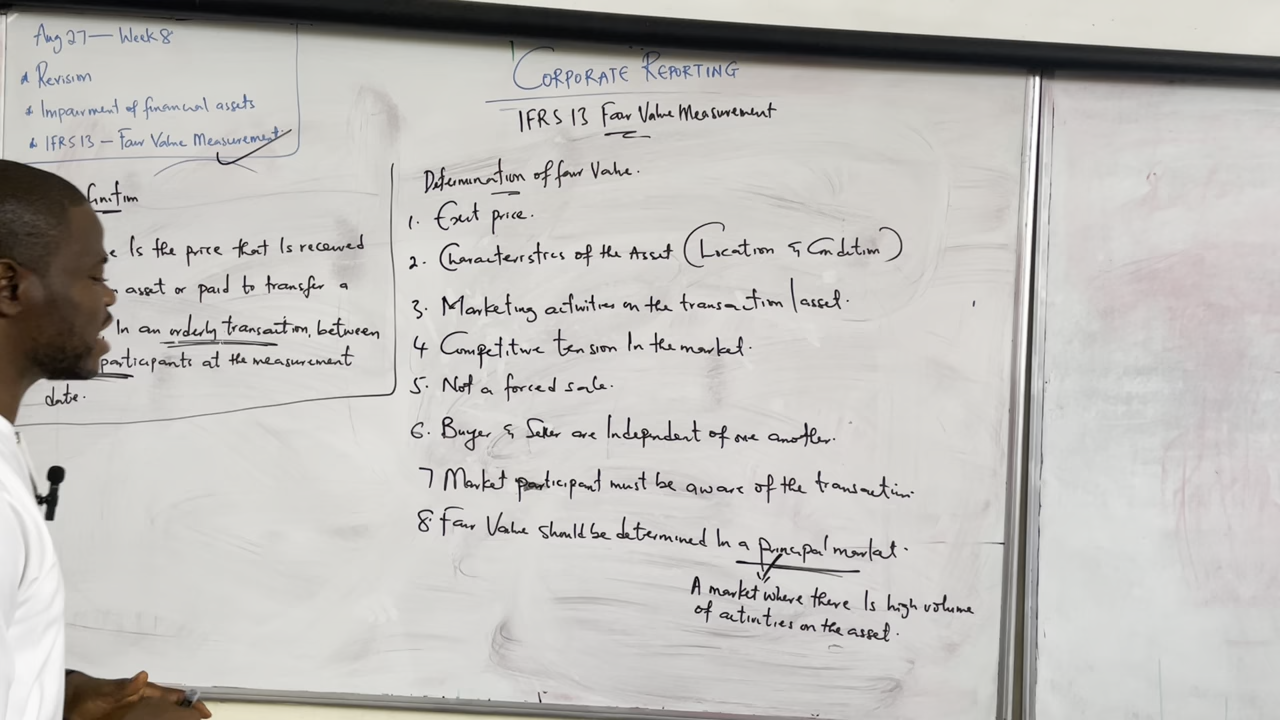 Aug 27 — Week 8
* Revision
* Impairment of financial assets
* IFRS 13 – Fair Value Measurement
finition
e Is the price that Is received
asset or paid to transfer a
In an orderly transaction, between
participants at the measurement
date.
CORPORATE REPORTING
IFRS 13 Fair Value Measurement
Determination of fair Value.
1. Exit price.
2. Characteristics of the Asset (Location & Condition)
3. Marketing activities on the transaction/asset.
4 Competitive tension In the market.
5. Not a forced sale.
6. Buyer & Seller are Independent of one another.
7 Market participant must be aware of the transaction.
8. Fair Value should be determined In a principal market.
A market where there Is high volume
of activities on the asset.